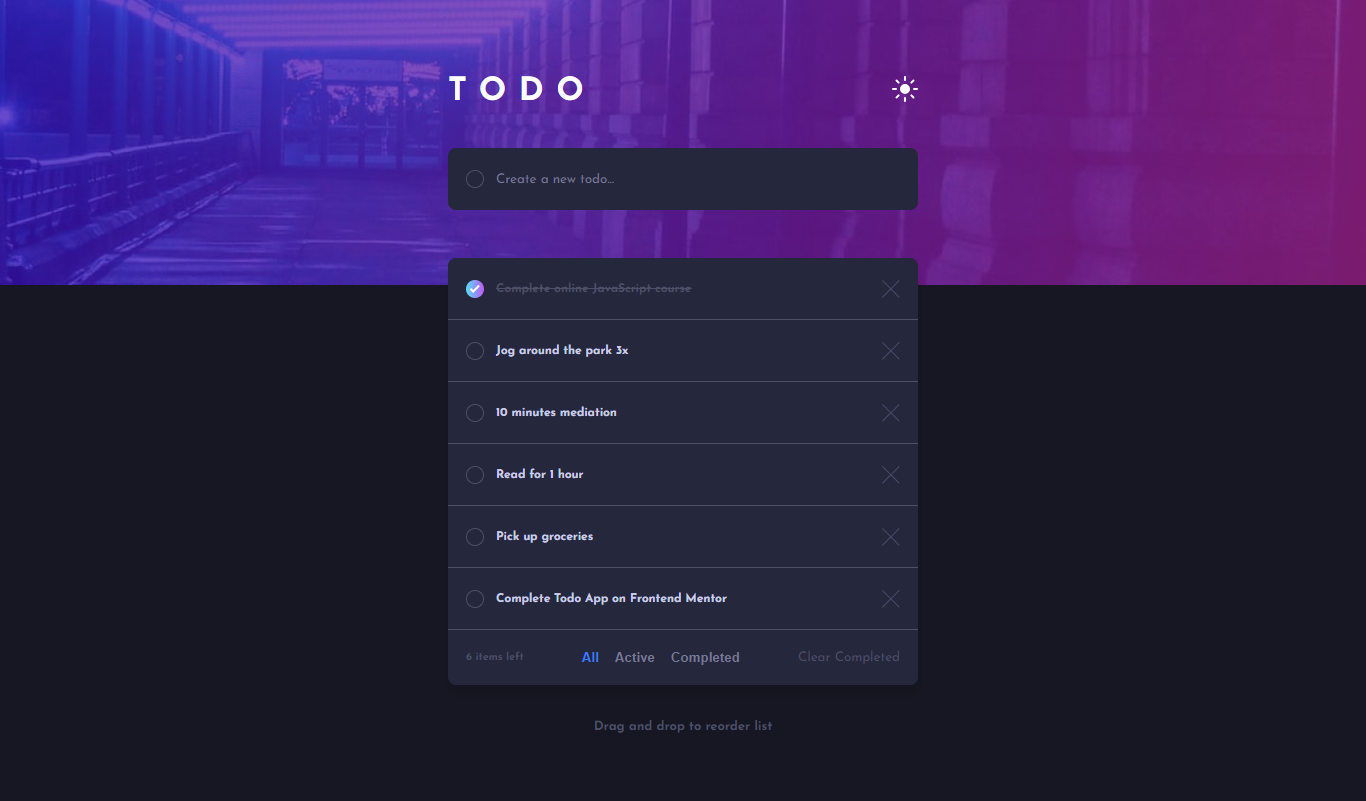 TODO
Create a new todo...
Complete online JavaScript course
Jog around the park 3x
10 minutes mediation
Read for 1 hour
Pick up groceries
Complete Todo App on Frontend Mentor
6 items left All Active Completed Clear Completed
Drag and drop to reorder list